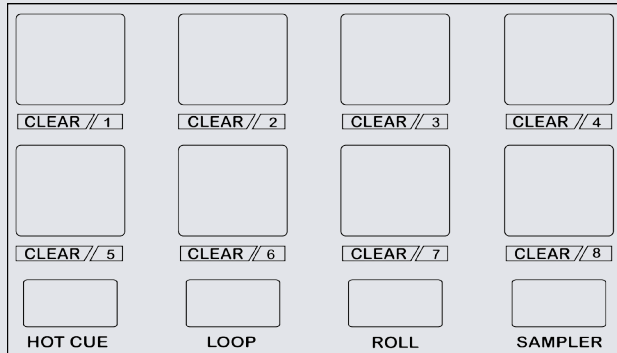 CLEAR // 1 CLEAR // 2 CLEAR // 3 CLEAR // 4
CLEAR // 5 CLEAR // 6 CLEAR // 7 CLEAR // 8
HOT CUE LOOP ROLL SAMPLER